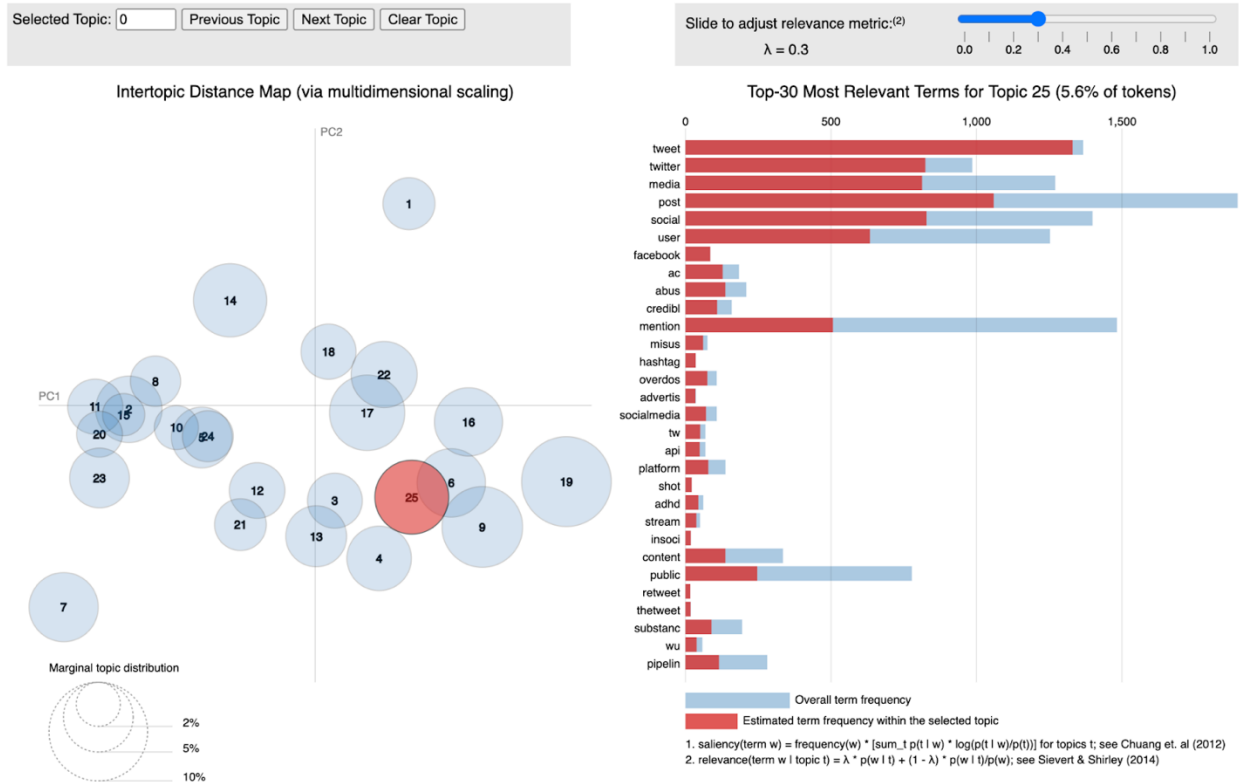 Selected Topic: 0 Previous Topic Next Topic Clear Topic
Slide to adjust relevance metric:(2)
λ = 0.3
0.0 0.2 0.4 0.6 0.8 1.0
Intertopic Distance Map (via multidimensional scaling)
PC2
PC1
1
14
18
22
8
11
2
15
17
16
20
10
5
24
23
12
3
25
6
19
21
13
9
4
7
Marginal topic distribution
2%
5%
10%
Top-30 Most Relevant Terms for Topic 25 (5.6% of tokens)
0 500 1,000 1,500
tweet
twitter
media
post
social
user
facebook
ac
abus
credibl
mention
misus
hashtag
overdos
advertis
socialmedia
tw
api
platform
shot
adhd
stream
insoci
content
public
retweet
thetweet
substanc
wu
pipelin
Overall term frequency
Estimated term frequency within the selected topic
1. saliency(term w) = frequency(w) * [sum_t p(t | w) * log(p(t | w)/p(t))] for topics t; see Chuang et. al (2012)
2. relevance(term w | topic t) = λ * p(w | t) + (1 - λ) * p(w | t)/p(w); see Sievert & Shirley (2014)